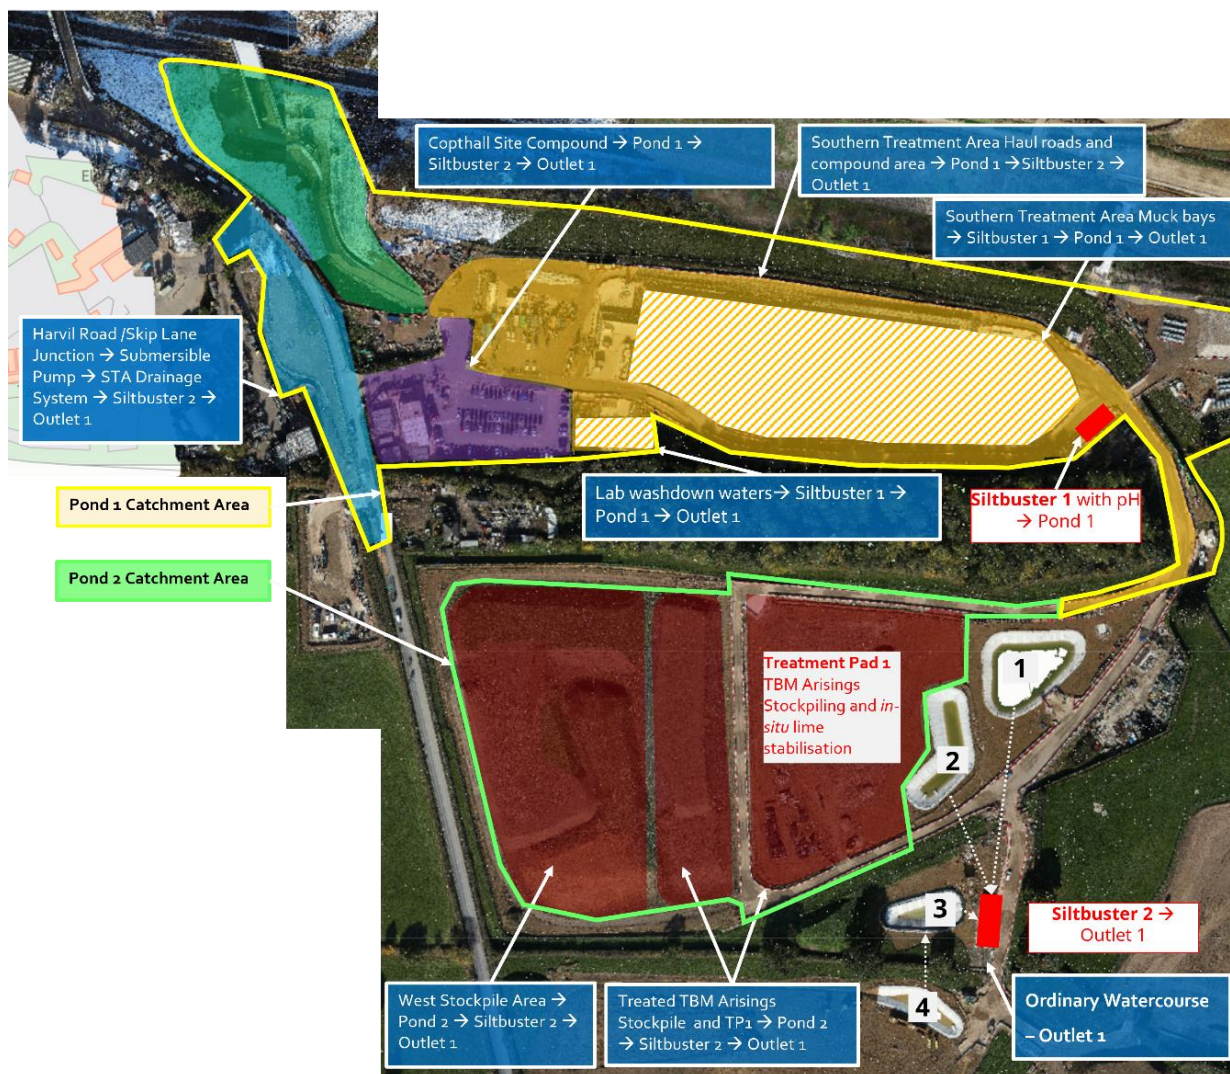 Copthall Site Compound → Pond 1 →
Siltbuster 2 → Outlet 1
Southern Treatment Area Haul roads and
compound area → Pond 1 →Siltbuster 2 →
Outlet 1
Southern Treatment Area Muck bays
→ Siltbuster 1 → Pond 1 → Outlet 1
Harvil Road /Skip Lane
Junction → Submersible
Pump → STA Drainage
System → Siltbuster 2 →
Outlet 1
Lab washdown waters→ Siltbuster 1 →
Pond 1 → Outlet 1
Siltbuster 1 with pH
→ Pond 1
Pond 1 Catchment Area
Pond 2 Catchment Area
Treatment Pad 1
TBM Arisings
Stockpiling and in-
situ lime
stabilisation
1
2
3
4
Siltbuster 2 →
Outlet 1
West Stockpile Area →
Pond 2 → Siltbuster 2 →
Outlet 1
Treated TBM Arisings
Stockpile and TP1 → Pond 2
→ Siltbuster 2 → Outlet 1
Ordinary Watercourse
– Outlet 1